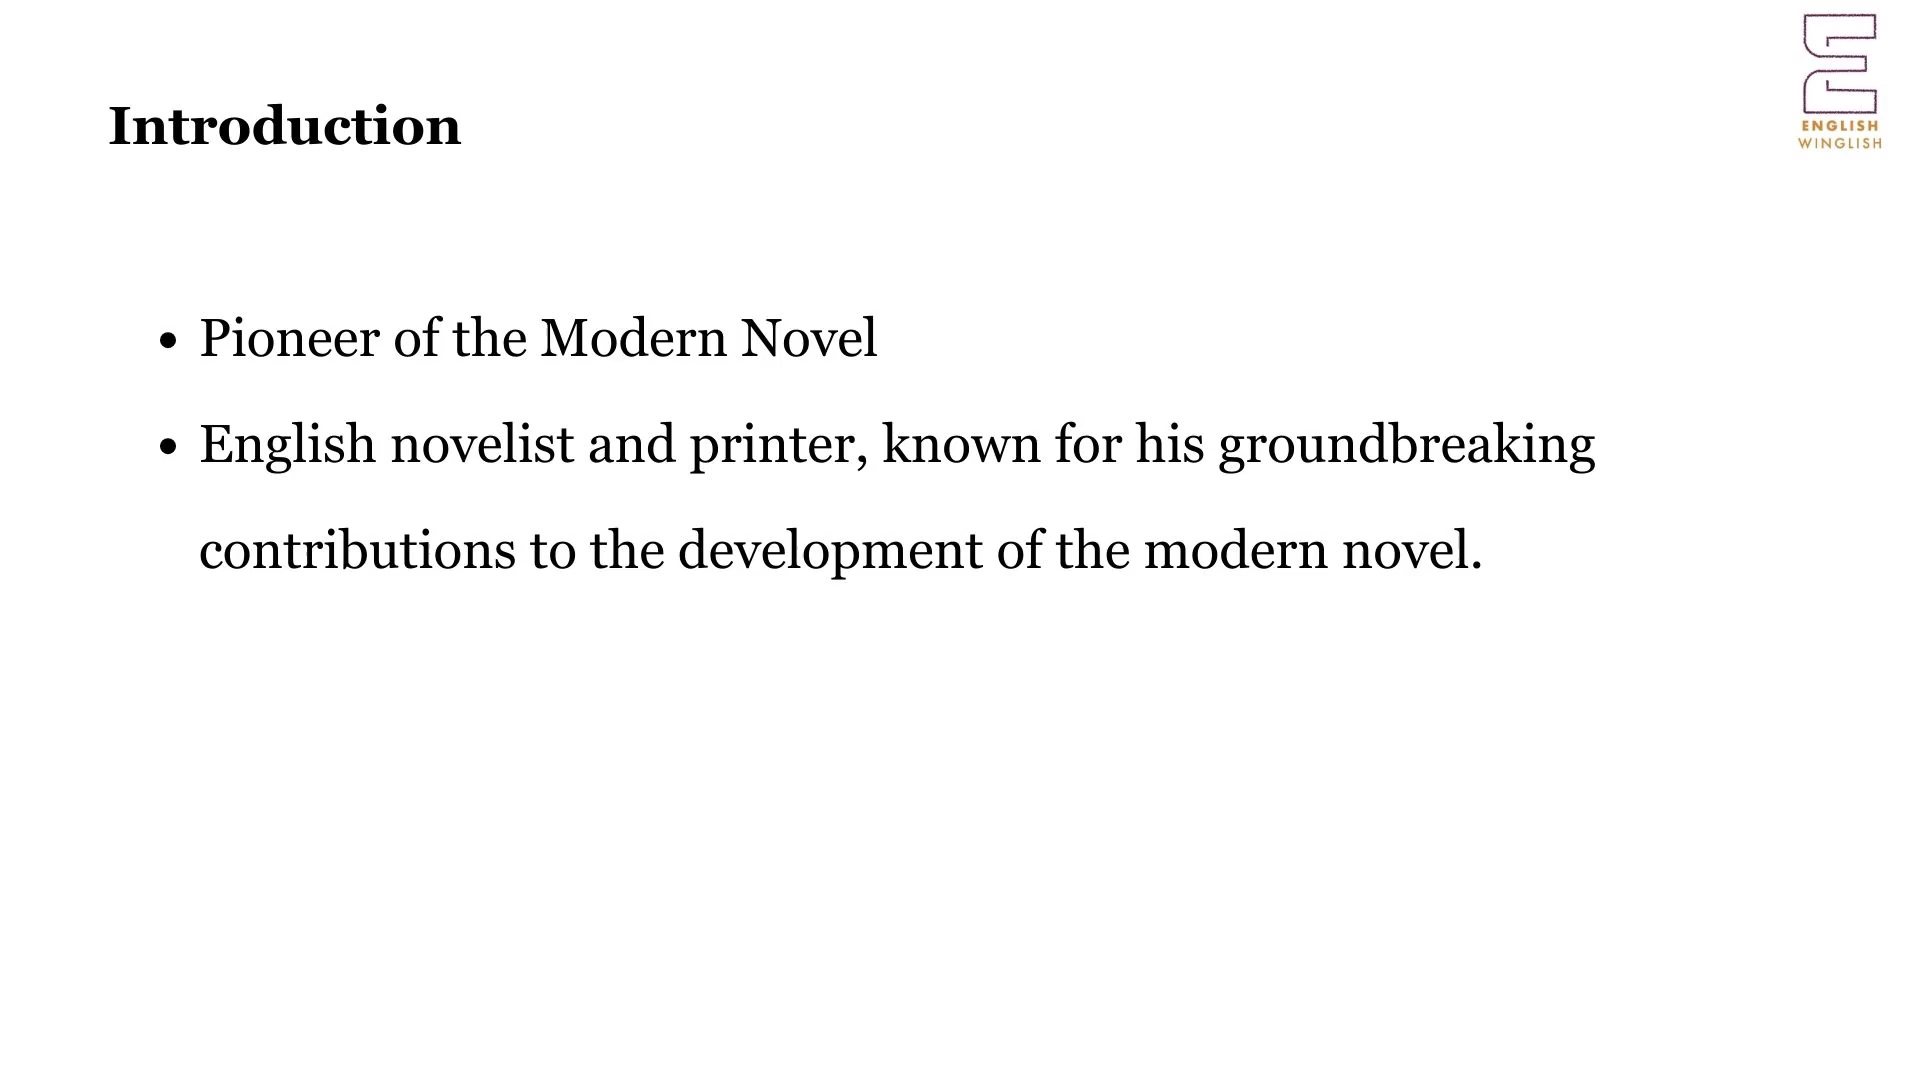 ENGLISH
WINGLISH
Introduction
• Pioneer of the Modern Novel
• English novelist and printer, known for his groundbreaking
contributions to the development of the modern novel.